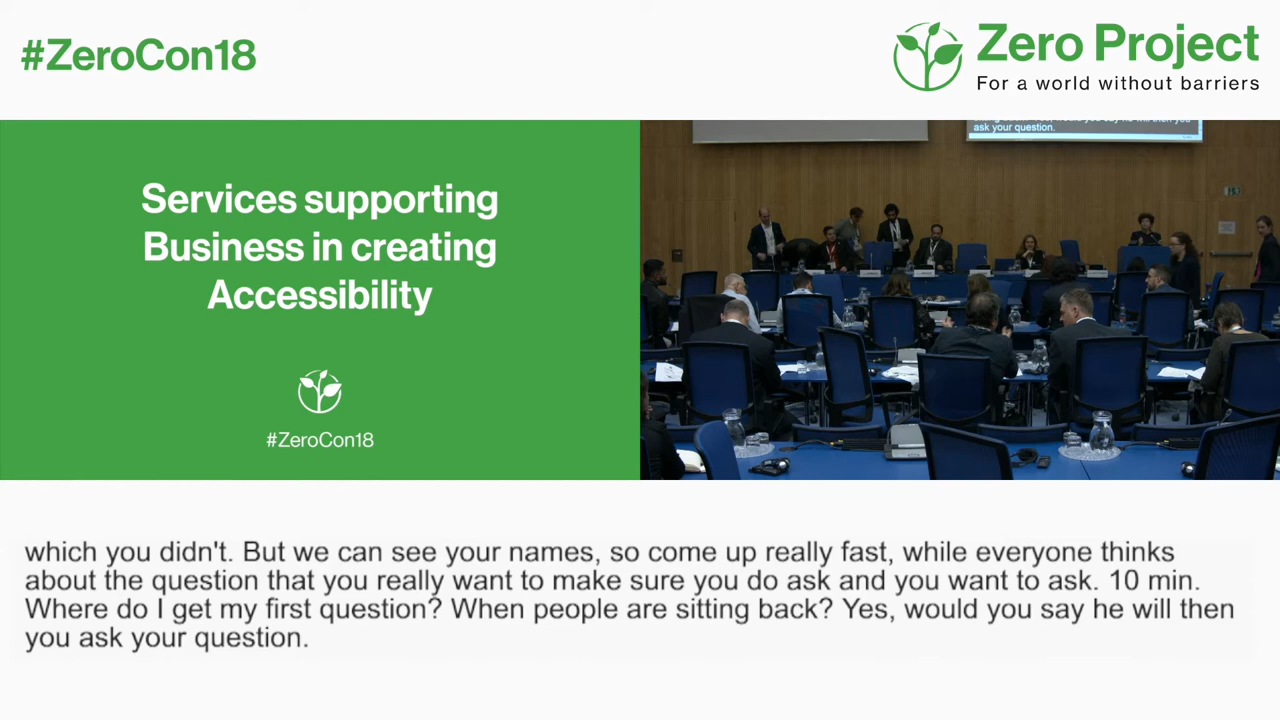 #ZeroCon18
Zero Project
For a world without barriers
Services supporting
Business in creating
Accessibility
#ZeroCon18
ask your question.
which you didn't. But we can see your names, so come up really fast, while everyone thinks
about the question that you really want to make sure you do ask and you want to ask. 10 min.
Where do I get my first question? When people are sitting back? Yes, would you say he will then
you ask your question.